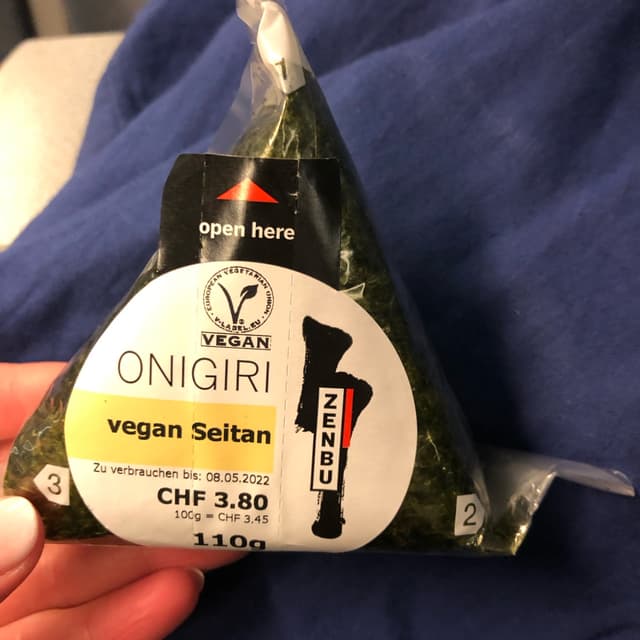 open here
EUROPEAN VEGETARIAN UNION
V-LABEL.EU
VEGAN
ONIGIRI
vegan Seitan
ZENBU
Zu verbrauchen bis: 08.05.2022
CHF 3.80
100g = CHF 3.45
110g
3
2